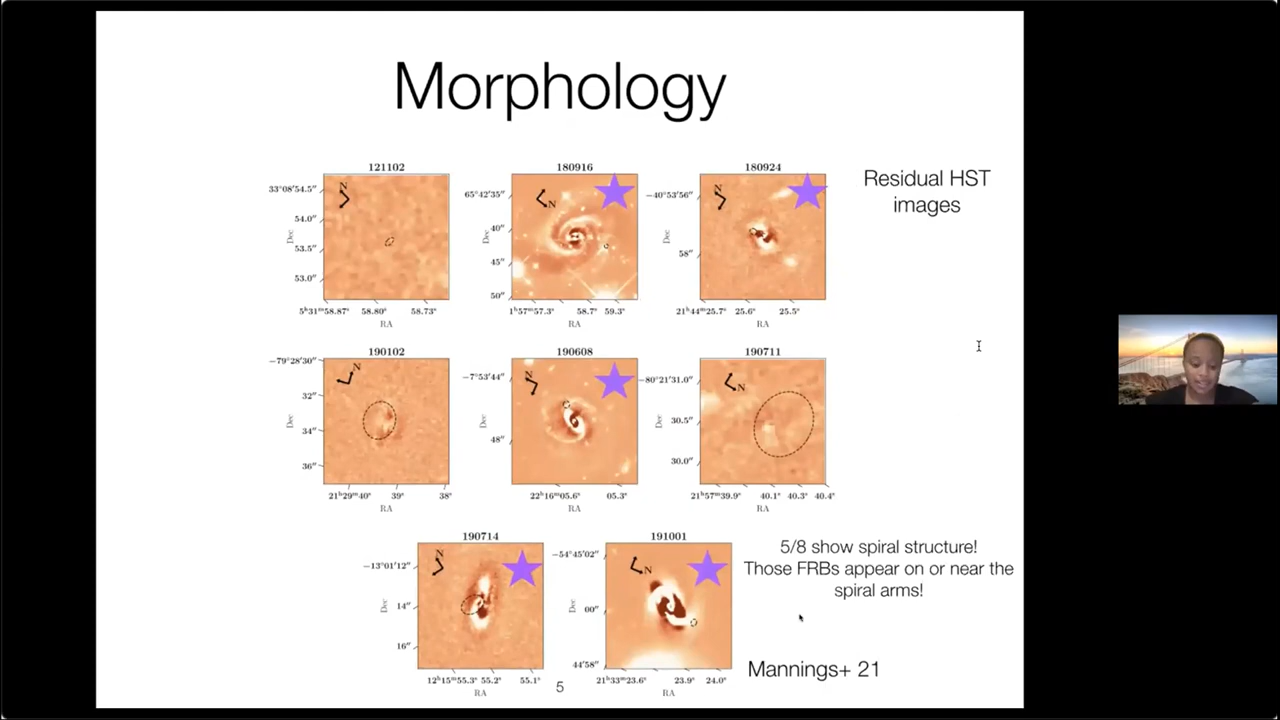 Morphology
121102
180916
180924
Residual HST
images
N
N
N
33°08′54.5″
54.0″
53.5″
53.0″
Dec
5ʰ31ᵐ58.87ˢ 58.80ˢ 58.73ˢ
RA
65°42′35″
40″
45″
50″
Dec
1ʰ57ᵐ57.3ˢ 58.7ˢ 59.3ˢ
RA
−40°53′56″
58″
Dec
21ʰ44ᵐ25.7ˢ 25.6ˢ 25.5ˢ
RA
190102
190608
190711
N
N
N
−79°28′30″
32″
34″
36″
Dec
21ʰ29ᵐ40ˢ 39ˢ 38ˢ
RA
−7°53′44″
48″
Dec
22ʰ16ᵐ05.6ˢ 05.3ˢ
RA
−80°21′31.0″
30.5″
30.0″
Dec
21ʰ57ᵐ39.9ˢ 40.1ˢ 40.3ˢ 40.4ˢ
RA
190714
191001
N
N
−13°01′12″
14″
16″
Dec
12ʰ15ᵐ55.3ˢ 55.2ˢ 55.1ˢ
RA
−54°45′02″
00″
44′58″
Dec
21ʰ33ᵐ23.6ˢ 23.9ˢ 24.0ˢ
RA
5/8 show spiral structure!
Those FRBs appear on or near the
spiral arms!
Mannings+ 21
5